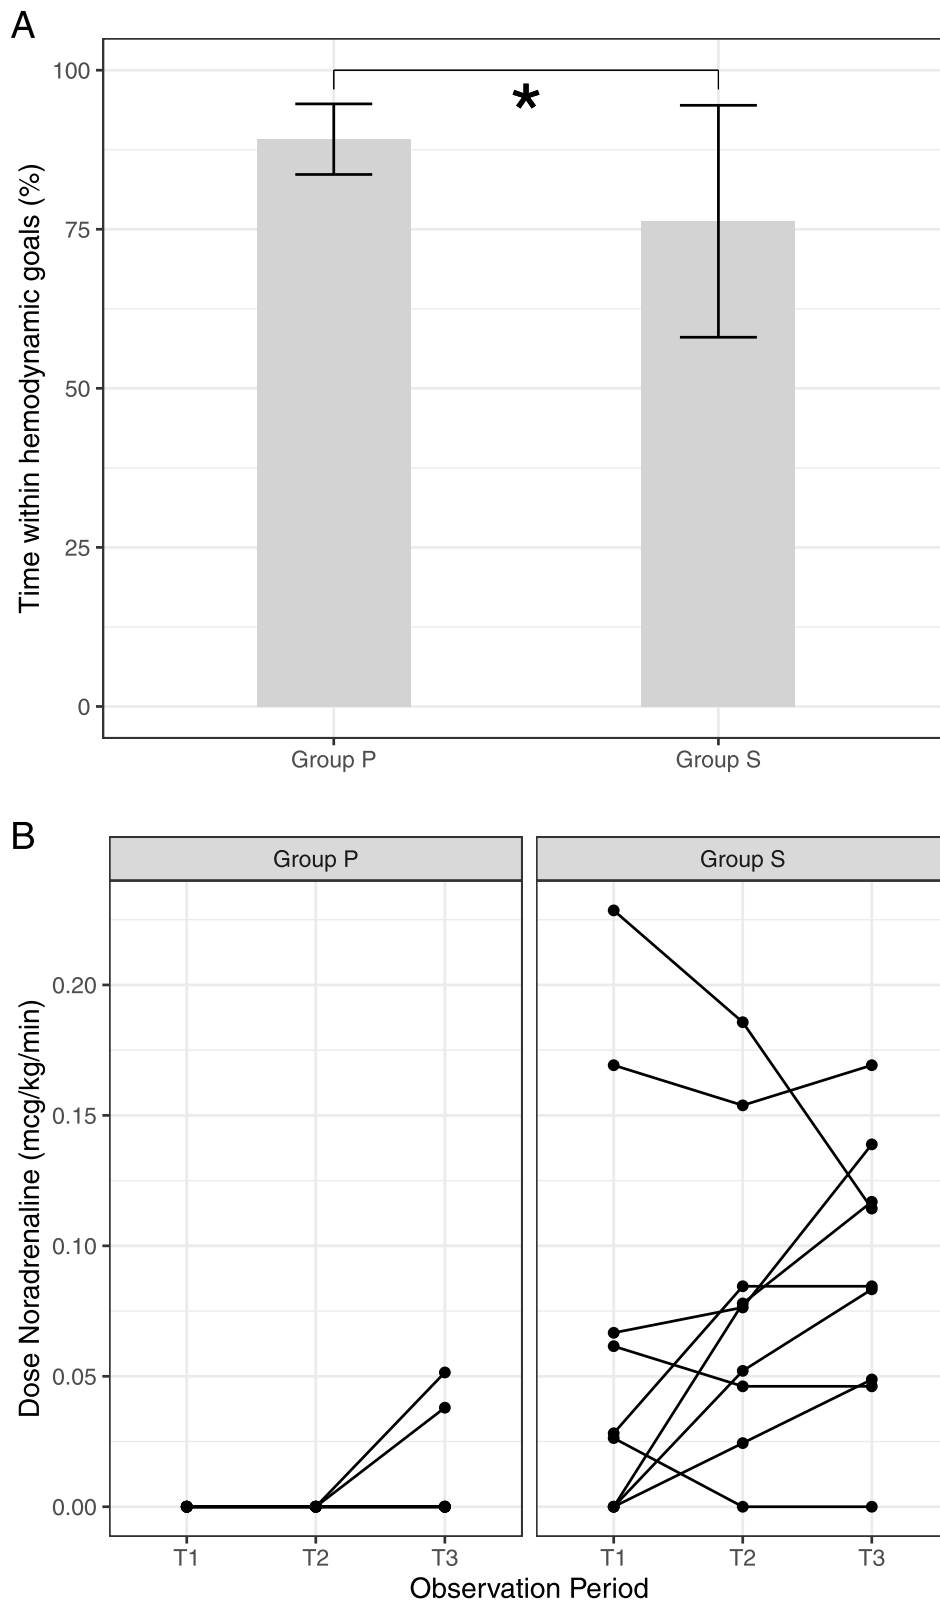 A
Time within hemodynamic goals (%)
100
75
50
25
0
*
Group P
Group S
B
Group P
Group S
Dose Noradrenaline (mcg/kg/min)
0.20
0.15
0.10
0.05
0.00
T1
T2
T3
T1
T2
T3
Observation Period